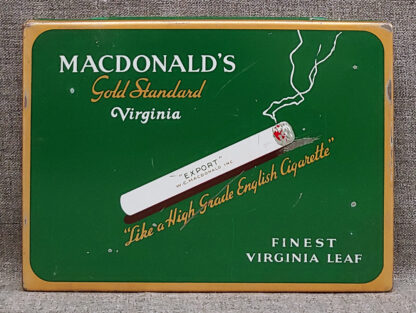 MACDONALD'S
Gold Standard
Virginia
"EXPORT"
W.C. MACDONALD INC
"Like a High Grade English Cigarette"
FINEST
VIRGINIA LEAF